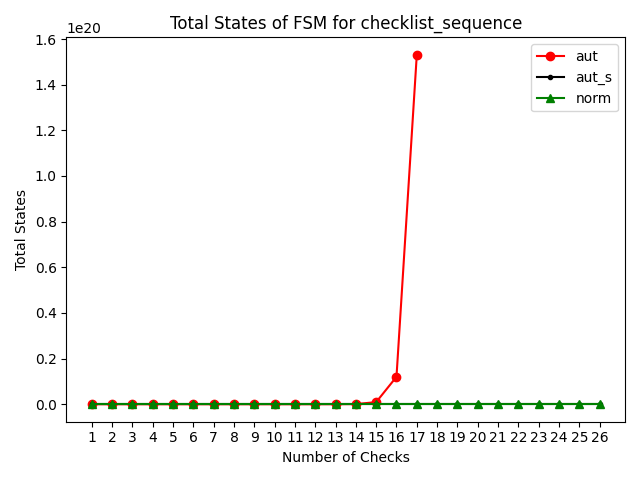 Total States of FSM for checklist_sequence
1e20
1.6
1.4
1.2
1.0
0.8
0.6
0.4
0.2
0.0
Total States
aut
aut_s
norm
1 2 3 4 5 6 7 8 9 10 11 12 13 14 15 16 17 18 19 20 21 22 23 24 25 26
Number of Checks